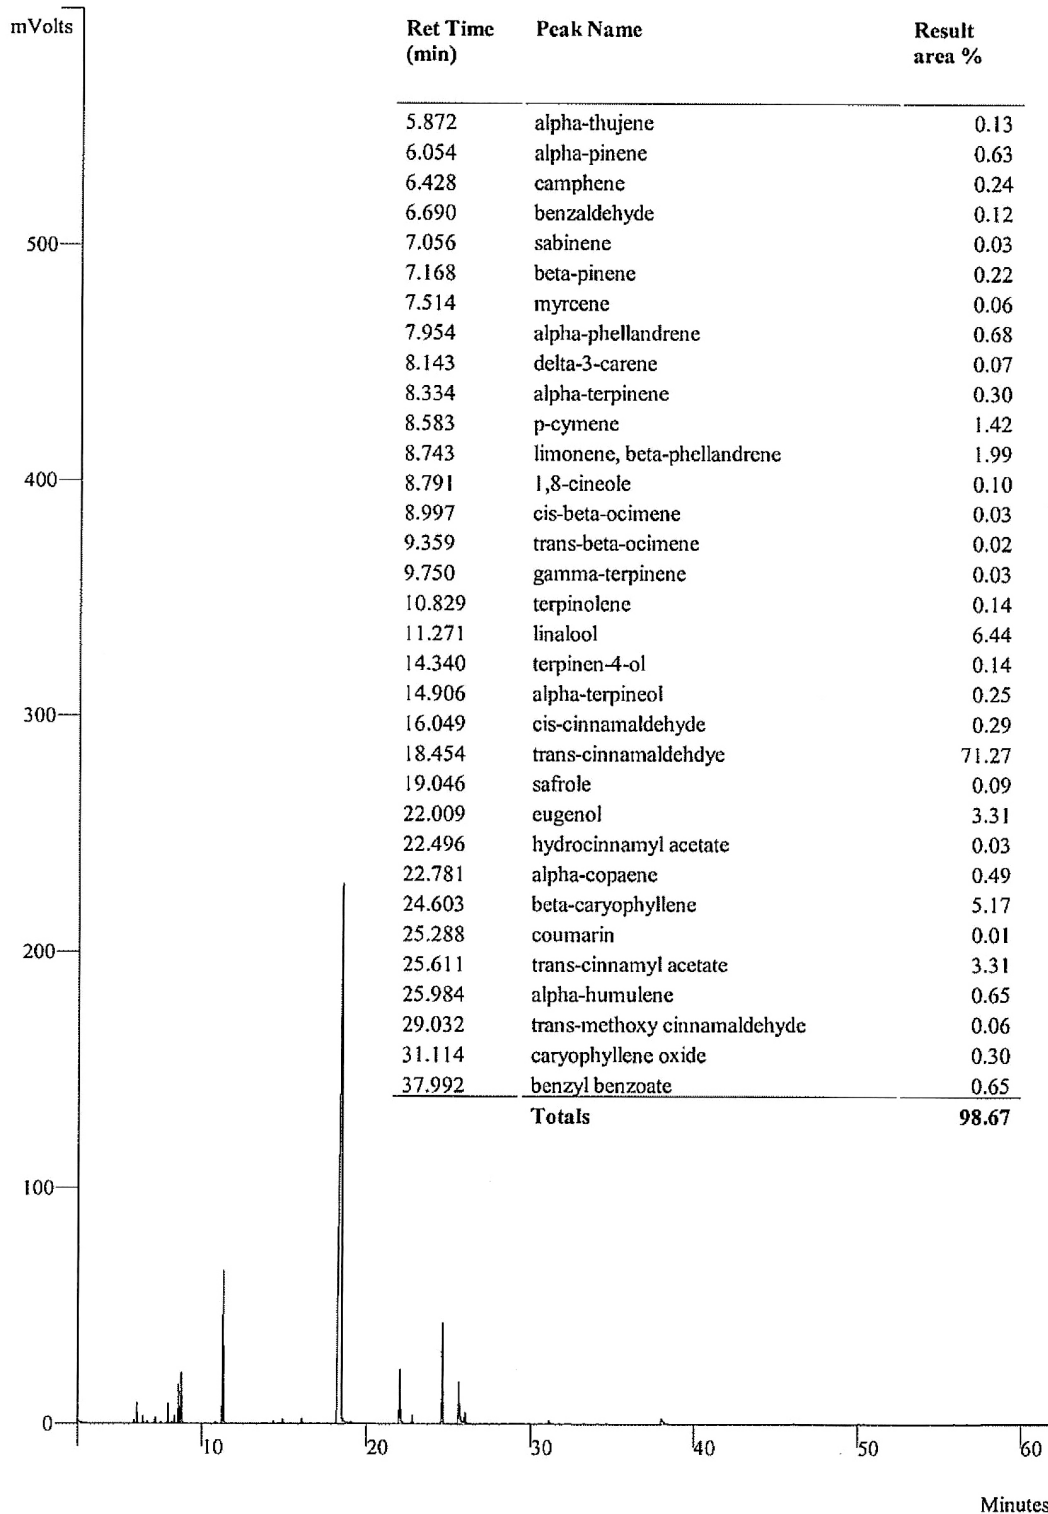 mVolts
Ret Time Peak Name Result
(min) area %
5.872 alpha-thujene 0.13
6.054 alpha-pinene 0.63
6.428 camphene 0.24
6.690 benzaldehyde 0.12
7.056 sabinene 0.03
7.168 beta-pinene 0.22
7.514 myrcene 0.06
7.954 alpha-phellandrene 0.68
8.143 delta-3-carene 0.07
8.334 alpha-terpinene 0.30
8.583 p-cymene 1.42
8.743 limonene, beta-phellandrene 1.99
8.791 1,8-cineole 0.10
8.997 cis-beta-ocimene 0.03
9.359 trans-beta-ocimene 0.02
9.750 gamma-terpinene 0.03
10.829 terpinolene 0.14
11.271 linalool 6.44
14.340 terpinen-4-ol 0.14
14.906 alpha-terpineol 0.25
16.049 cis-cinnamaldehyde 0.29
18.454 trans-cinnamaldehdye 71.27
19.046 safrole 0.09
22.009 eugenol 3.31
22.496 hydrocinnamyl acetate 0.03
22.781 alpha-copaene 0.49
24.603 beta-caryophyllene 5.17
25.288 coumarin 0.01
25.611 trans-cinnamyl acetate 3.31
25.984 alpha-humulene 0.65
29.032 trans-methoxy cinnamaldehyde 0.06
31.114 caryophyllene oxide 0.30
37.992 benzyl benzoate 0.65
Totals 98.67
500
400
300
200
100
0
10 20 30 40 50 60
Minutes